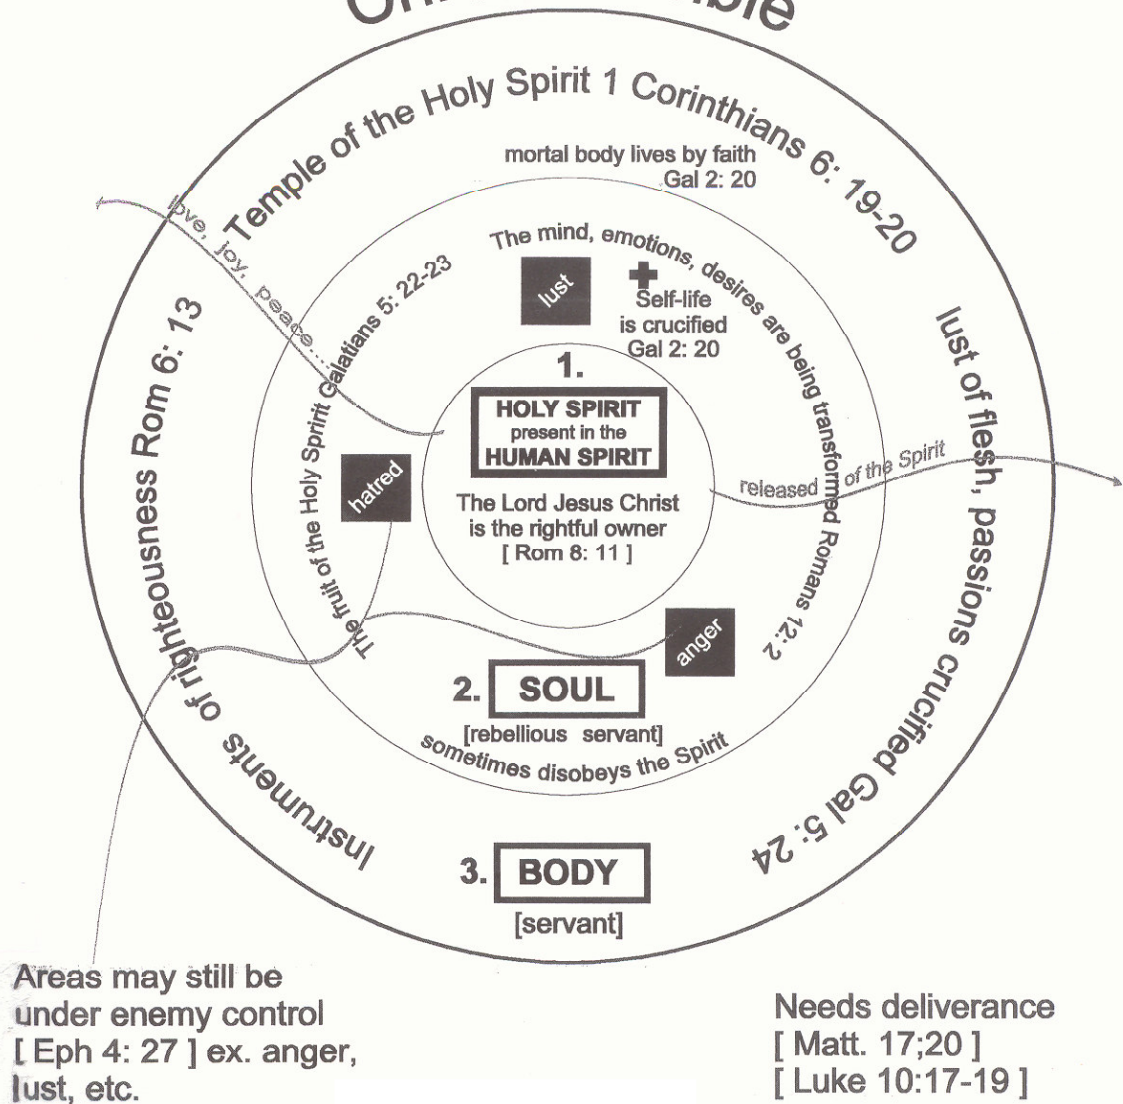 Temple of the Holy Spirit 1 Corinthians 6: 19-20
mortal body lives by faith
Gal 2: 20
love, joy, peace....
The mind, emotions, desires are being transformed Romans 12: 2
lust
Self-life
is crucified
Gal 2: 20
The fruit of the Holy Spririt Galatians 5: 22-23
Instruments of righteousness Rom 6: 13
lust of flesh, passions crucified Gal 5: 24
1.
HOLY SPIRIT
present in the
HUMAN SPIRIT
The Lord Jesus Christ
is the rightful owner
[ Rom 8: 11 ]
hatred
released of the Spirit
anger
2. SOUL
[rebellious servant]
sometimes disobeys the Spirit
3. BODY
[servant]
Areas may still be
under enemy control
[ Eph 4: 27 ] ex. anger,
lust, etc.
Needs deliverance
[ Matt. 17;20 ]
[ Luke 10:17-19 ]